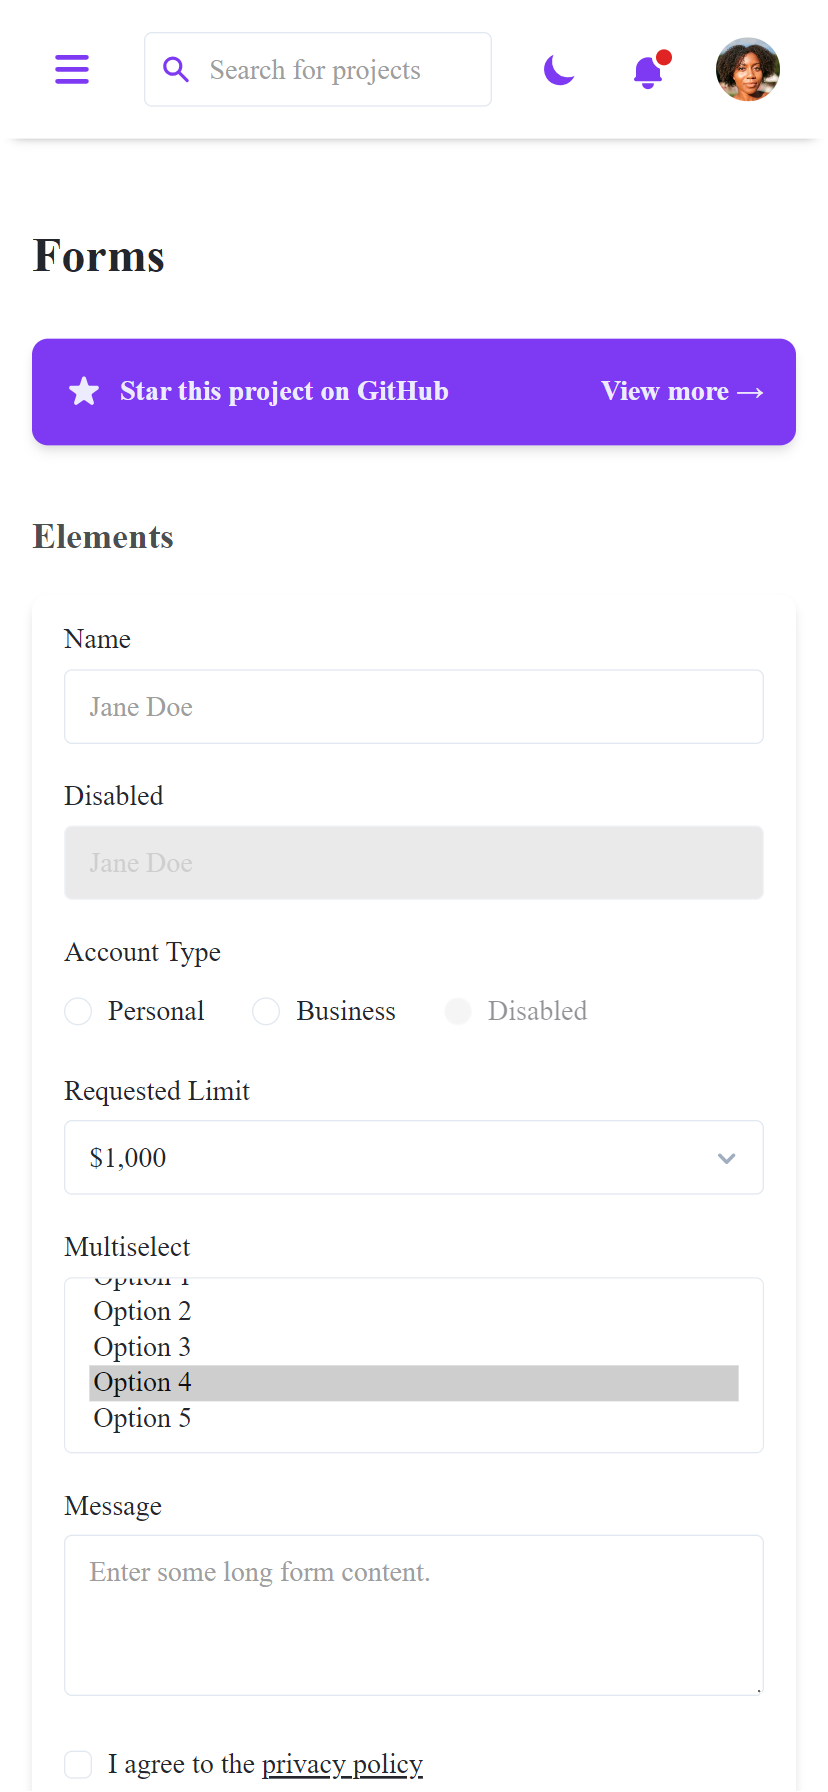 Search for projects
Forms
Star this project on GitHub View more →
Elements
Name
Jane Doe
Disabled
Jane Doe
Account Type
Personal Business Disabled
Requested Limit
$1,000
Multiselect
Option 1
Option 2
Option 3
Option 4
Option 5
Message
Enter some long form content.
I agree to the privacy policy